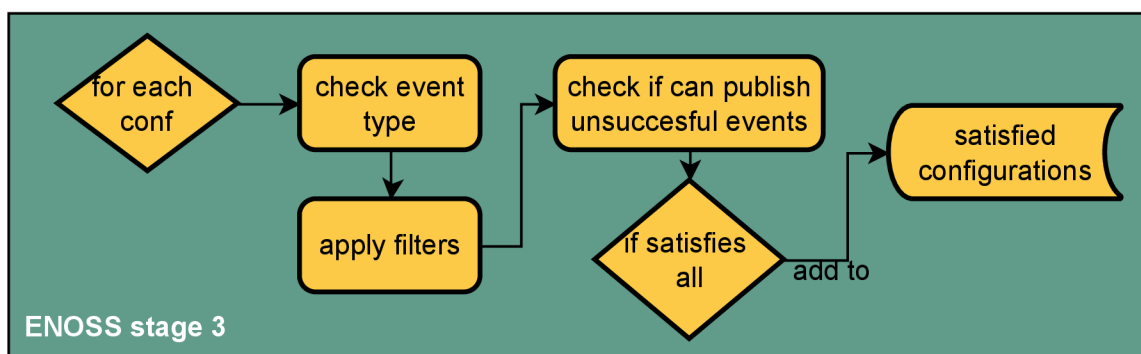 for each
conf
check event
type
apply filters
check if can publish
unsuccesful events
if satisfies
all
add to
satisfied
configurations
ENOSS stage 3